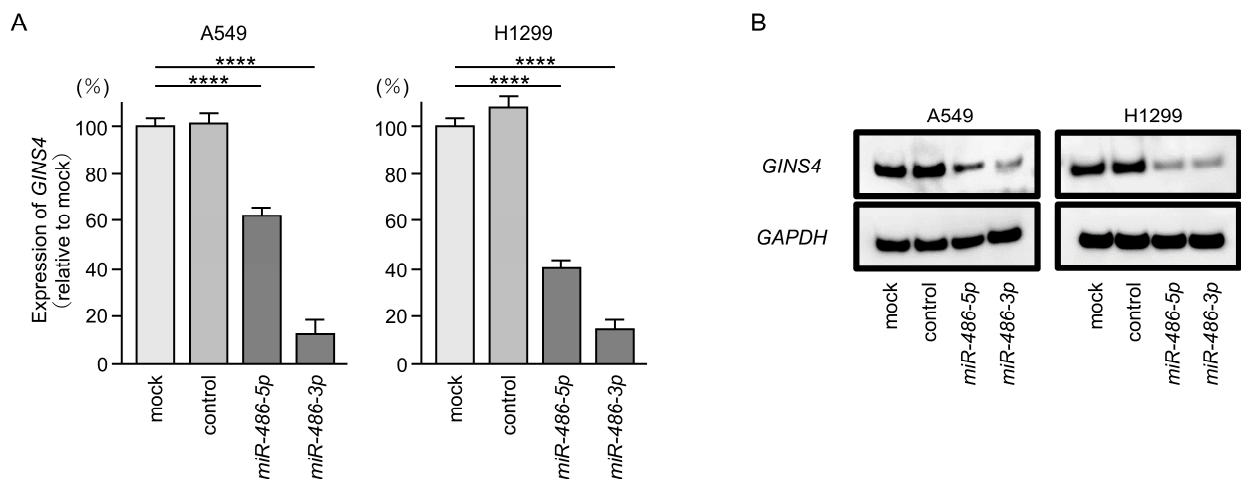 A
A549
****
****
(%)
100
80
60
40
20
0
Expression of GINS4
(relative to mock)
mock
control
miR-486-5p
miR-486-3p
H1299
****
****
(%)
100
80
60
40
20
0
mock
control
miR-486-5p
miR-486-3p
B
A549
H1299
GINS4
GAPDH
mock
control
miR-486-5p
miR-486-3p
mock
control
miR-486-5p
miR-486-3p